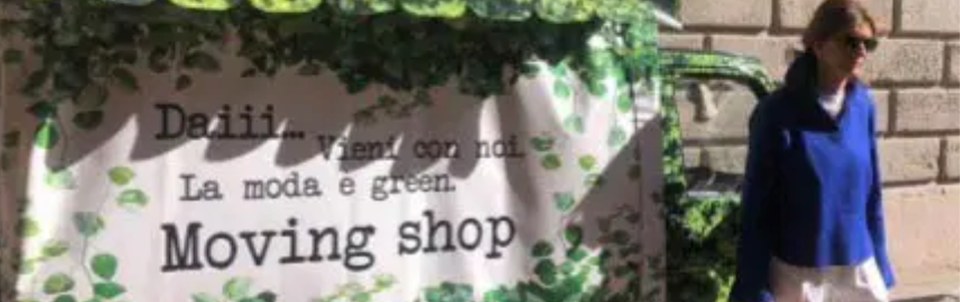 Daiii...
Vieni con noi.
La moda e green.
Moving shop